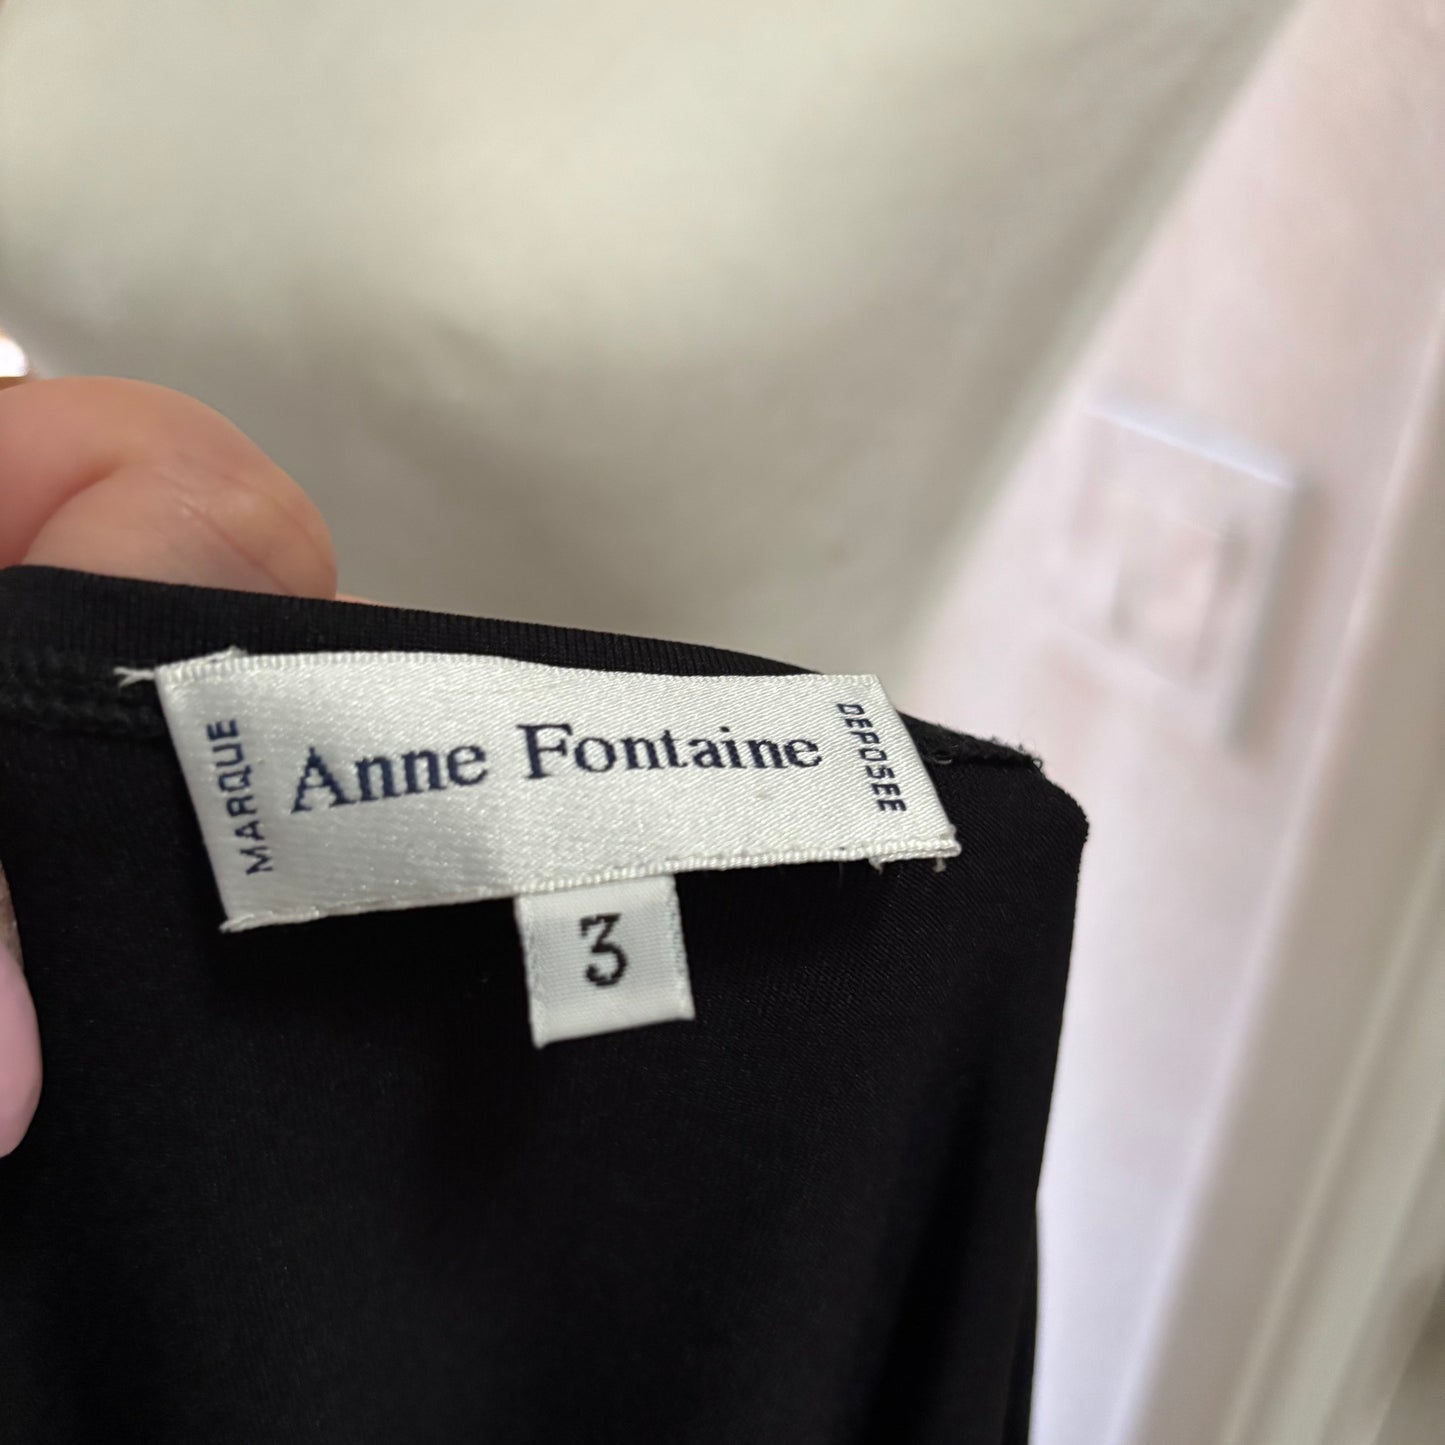 MARQUE
Anne Fontaine
DEPOSEE
3